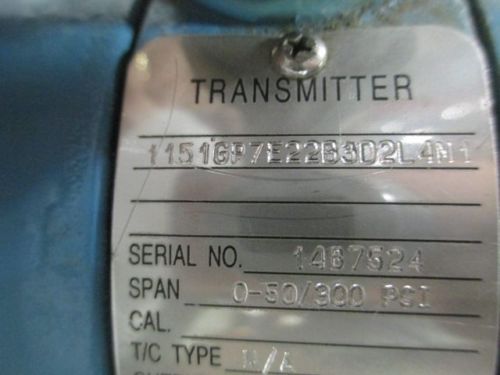 TRANSMITTER
1151GP7E22B3D2L4M1
SERIAL NO. 1487524
SPAN 0-50/300 PSI
CAL.
T/C TYPE N/A